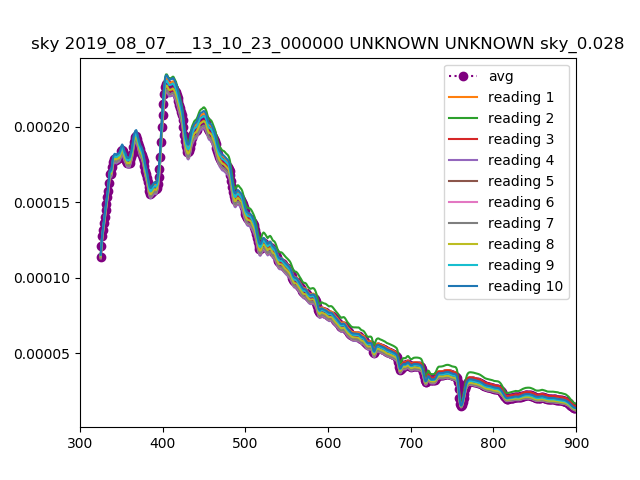 sky 2019_08_07___13_10_23_000000 UNKNOWN UNKNOWN sky_0.028
avg
reading 1
reading 2
reading 3
reading 4
reading 5
reading 6
reading 7
reading 8
reading 9
reading 10
0.00020
0.00015
0.00010
0.00005
300 400 500 600 700 800 900